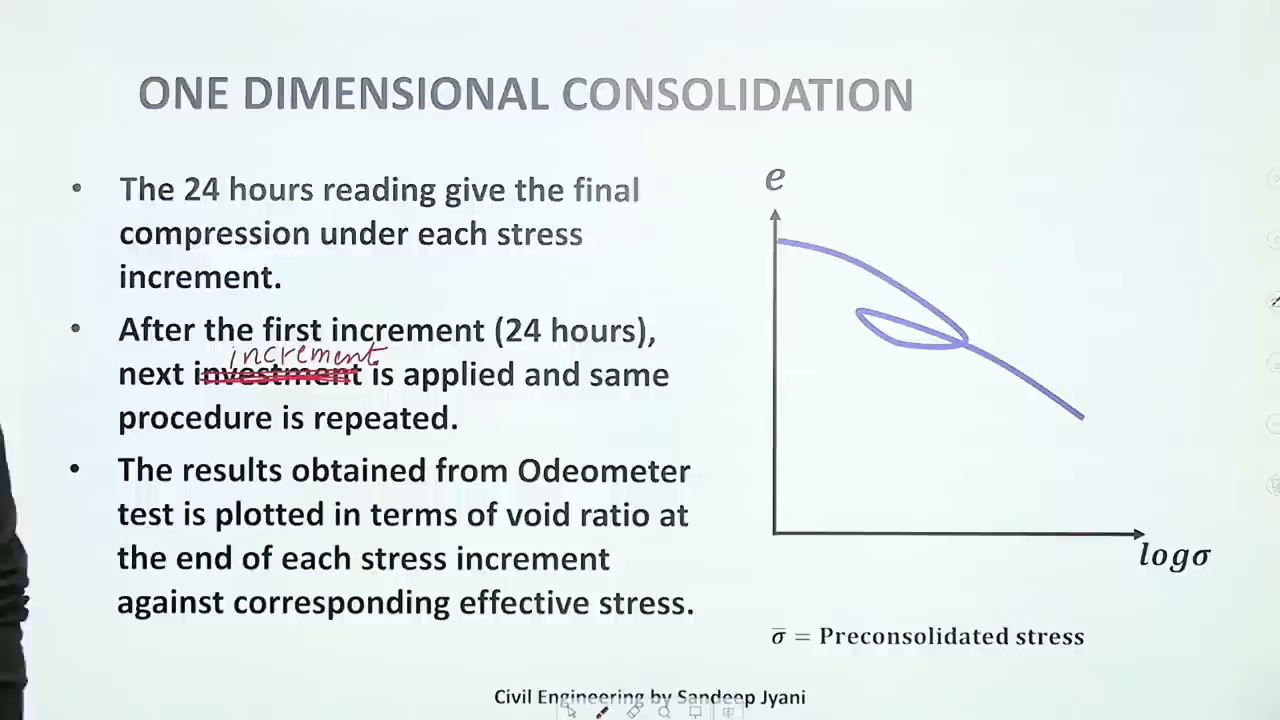 ONE DIMENSIONAL CONSOLIDATION
• The 24 hours reading give the final
compression under each stress
increment.
• After the first increment (24 hours),
increment
next investment is applied and same
procedure is repeated.
• The results obtained from Odeometer
test is plotted in terms of void ratio at
the end of each stress increment
against corresponding effective stress.
e
logσ
σ̅ = Preconsolidated stress
Civil Engineering by Sandeep Jyani